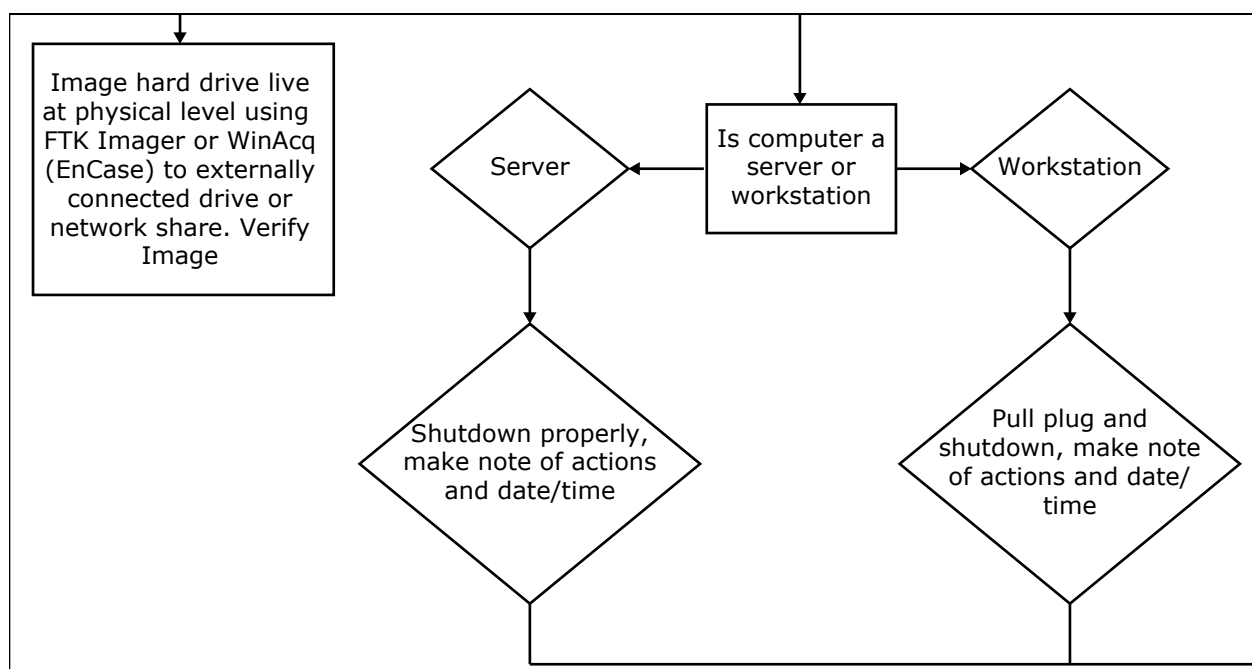 Image hard drive live
at physical level using
FTK Imager or WinAcq
(EnCase) to externally
connected drive or
network share. Verify
Image
Server
Is computer a
server or
workstation
Workstation
Shutdown properly,
make note of actions
and date/time
Pull plug and
shutdown, make note
of actions and date/
time